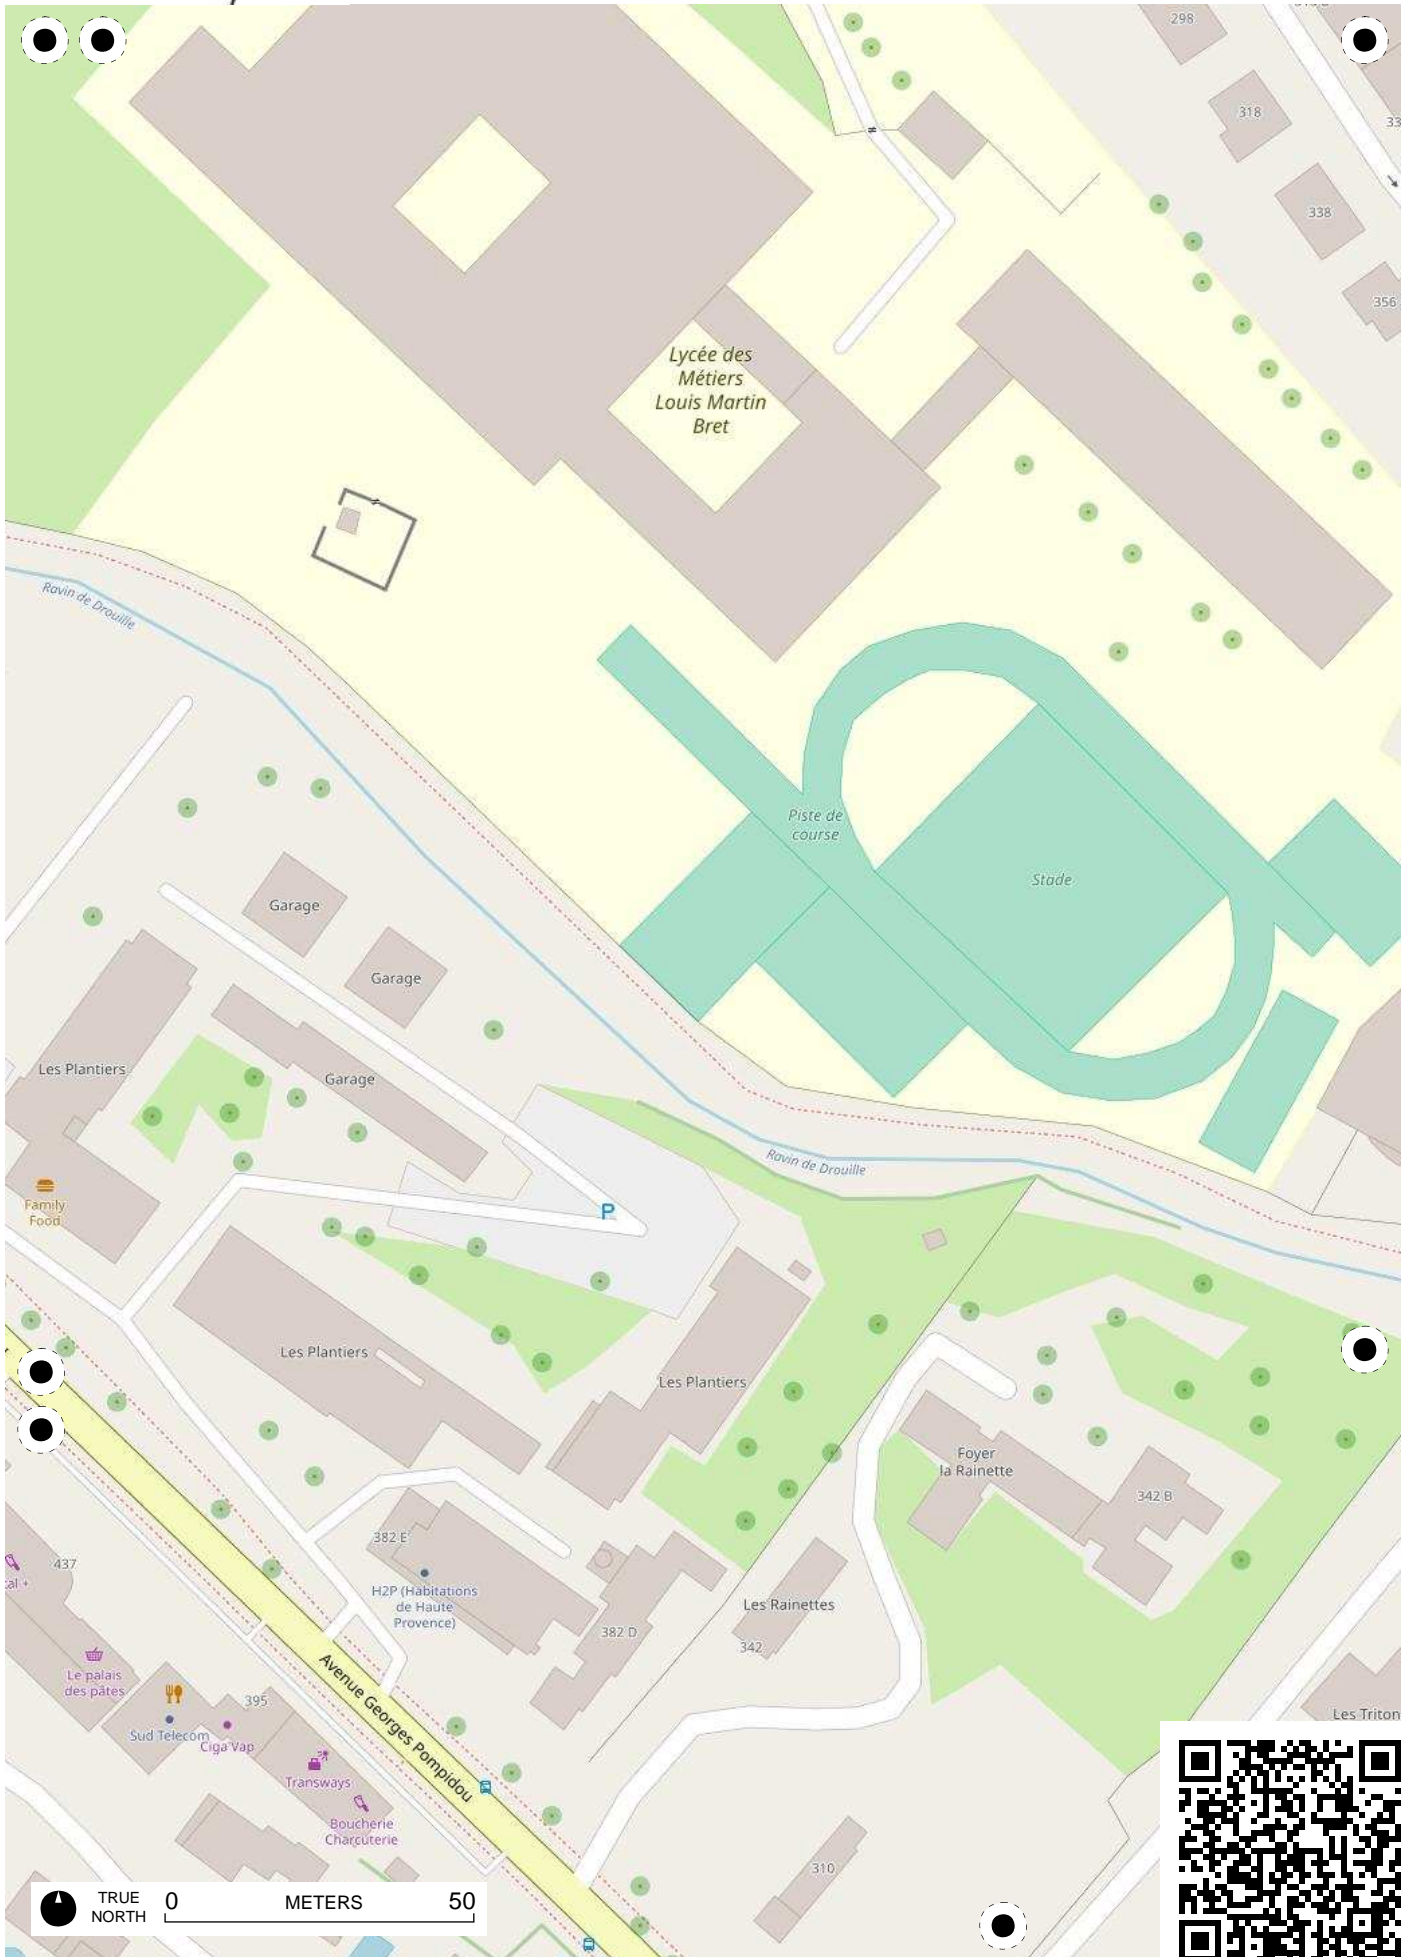 298
318
338
356
Lycée des
Métiers
Louis Martin
Bret
Ravin de Drouille
Piste de
course
Stade
Garage
Garage
Garage
Les Plantiers
Family
Food
P
Ravin de Drouille
Les Plantiers
Les Plantiers
Foyer
la Rainette
342 B
382 E
H2P (Habitations
de Haute
Provence)
437
382 D
Les Rainettes
342
Le palais
des pâtes
395
Sud Telecom
Ciga Vap
Transways
Boucherie
Charcuterie
Avenue Georges Pompidou
Les Triton
310
TRUE
NORTH
0 METERS 50